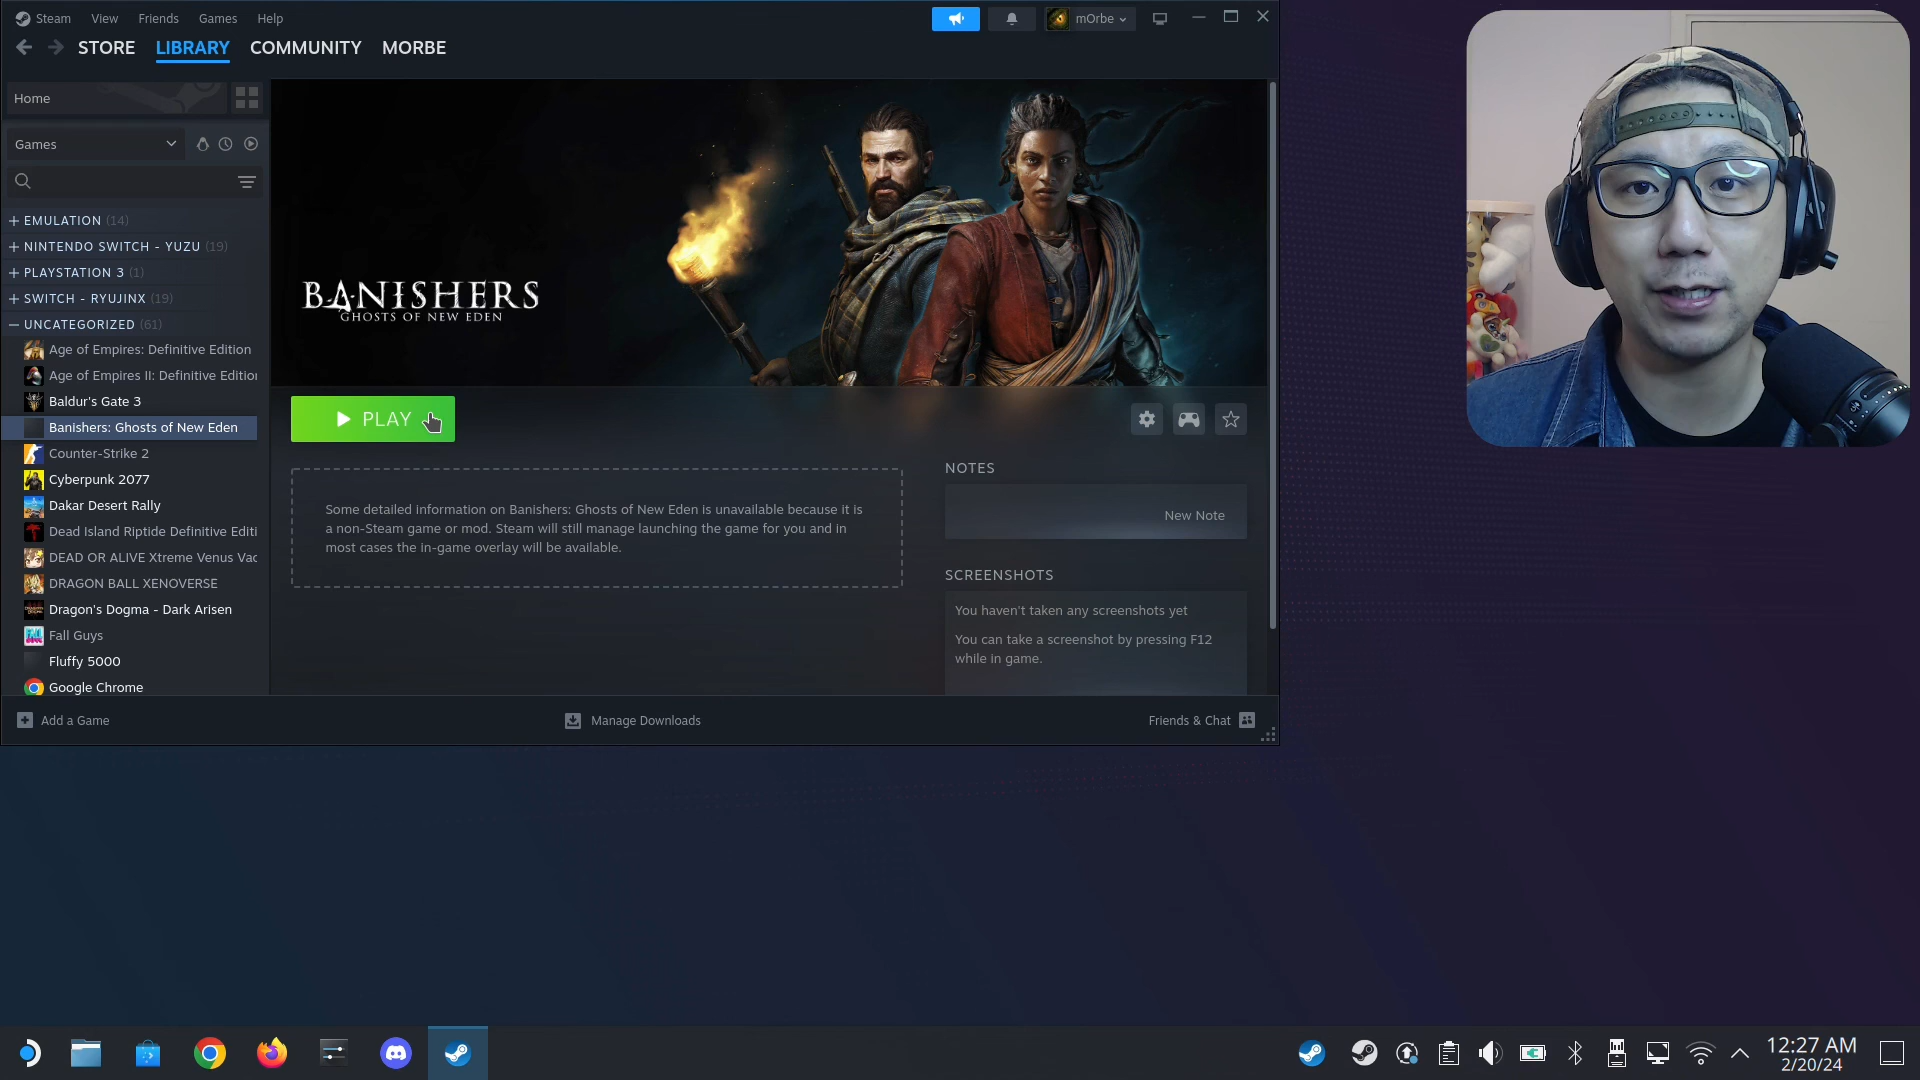 Steam View Friends Games Help
mOrbe
STORE LIBRARY COMMUNITY MORBE
Home
Games
EMULATION (14)
NINTENDO SWITCH - YUZU (19)
PLAYSTATION 3 (1)
SWITCH - RYUJINX (19)
UNCATEGORIZED (61)
Age of Empires: Definitive Edition
Age of Empires II: Definitive Edition
Baldur's Gate 3
Banishers: Ghosts of New Eden
Counter-Strike 2
Cyberpunk 2077
Dakar Desert Rally
Dead Island Riptide Definitive Editi
DEAD OR ALIVE Xtreme Venus Vac
DRAGON BALL XENOVERSE
Dragon's Dogma - Dark Arisen
Fall Guys
Fluffy 5000
Google Chrome
BANISHERS
GHOSTS OF NEW EDEN
PLAY
Some detailed information on Banishers: Ghosts of New Eden is unavailable because it is
a non-Steam game or mod. Steam will still manage launching the game for you and in
most cases the in-game overlay will be available.
NOTES
New Note
SCREENSHOTS
You haven't taken any screenshots yet
You can take a screenshot by pressing F12
while in game.
Add a Game
Manage Downloads
Friends & Chat
12:27 AM
2/20/24